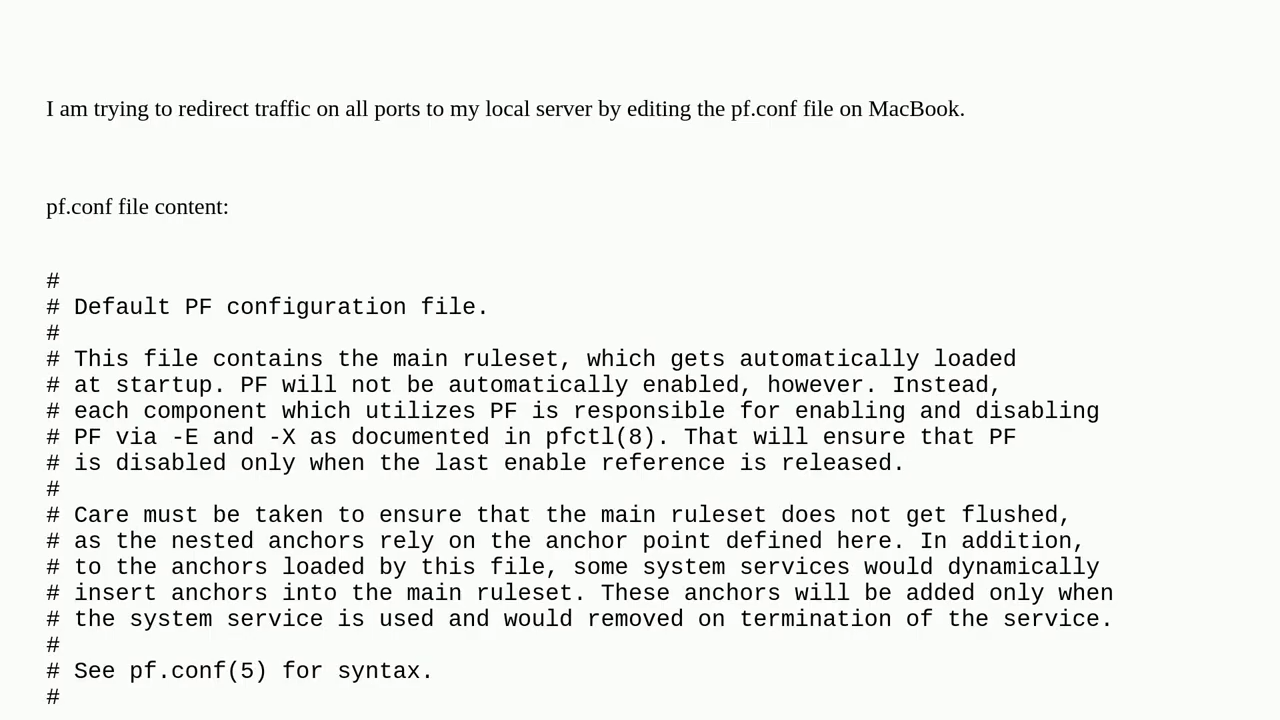 I am trying to redirect traffic on all ports to my local server by editing the pf.conf file on MacBook.
pf.conf file content:
#
# Default PF configuration file.
#
# This file contains the main ruleset, which gets automatically loaded
# at startup. PF will not be automatically enabled, however. Instead,
# each component which utilizes PF is responsible for enabling and disabling
# PF via -E and -X as documented in pfctl(8). That will ensure that PF
# is disabled only when the last enable reference is released.
#
# Care must be taken to ensure that the main ruleset does not get flushed,
# as the nested anchors rely on the anchor point defined here. In addition,
# to the anchors loaded by this file, some system services would dynamically
# insert anchors into the main ruleset. These anchors will be added only when
# the system service is used and would removed on termination of the service.
#
# See pf.conf(5) for syntax.
#